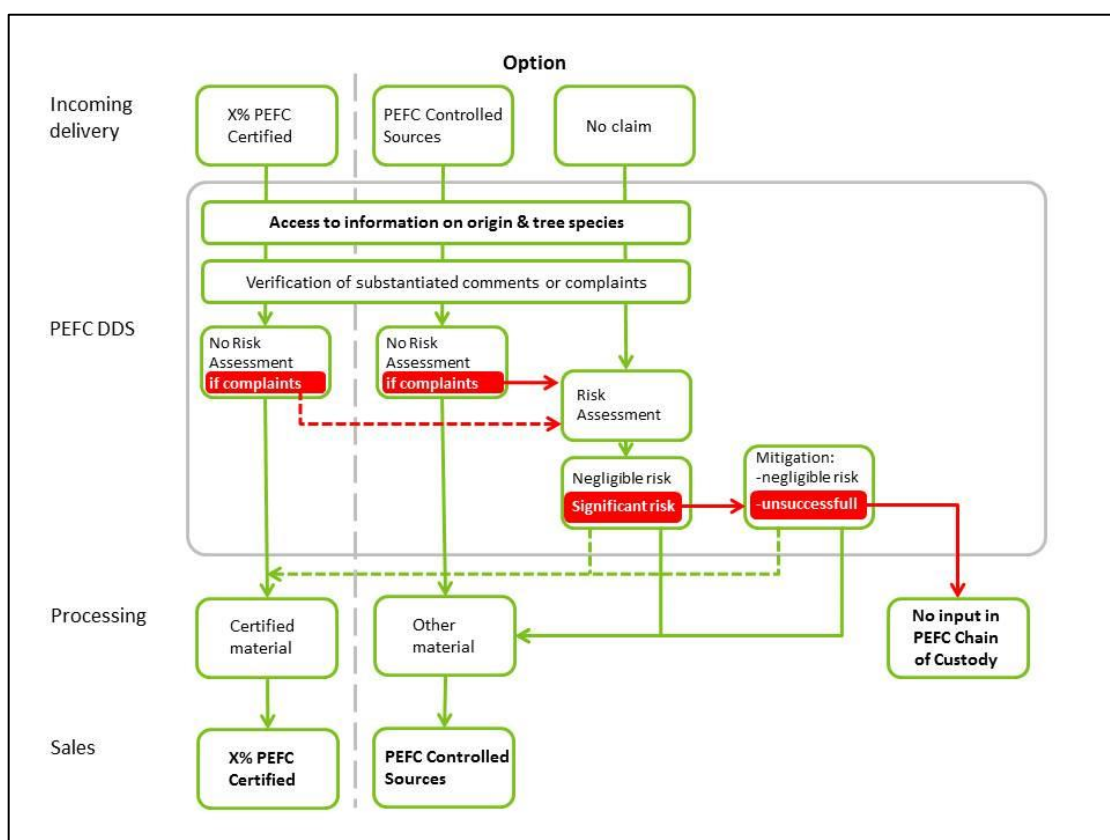 Option
Incoming
delivery
X% PEFC
Certified
PEFC Controlled
Sources
No claim
Access to information on origin & tree species
Verification of substantiated comments or complaints
PEFC DDS
No Risk
Assessment
if complaints
No Risk
Assessment
if complaints
Risk
Assessment
Negligible risk
Significant risk
Mitigation:
-negligible risk
-unsuccessfull
Processing
Certified
material
Other
material
No input in
PEFC Chain
of Custody
Sales
X% PEFC
Certified
PEFC Controlled
Sources